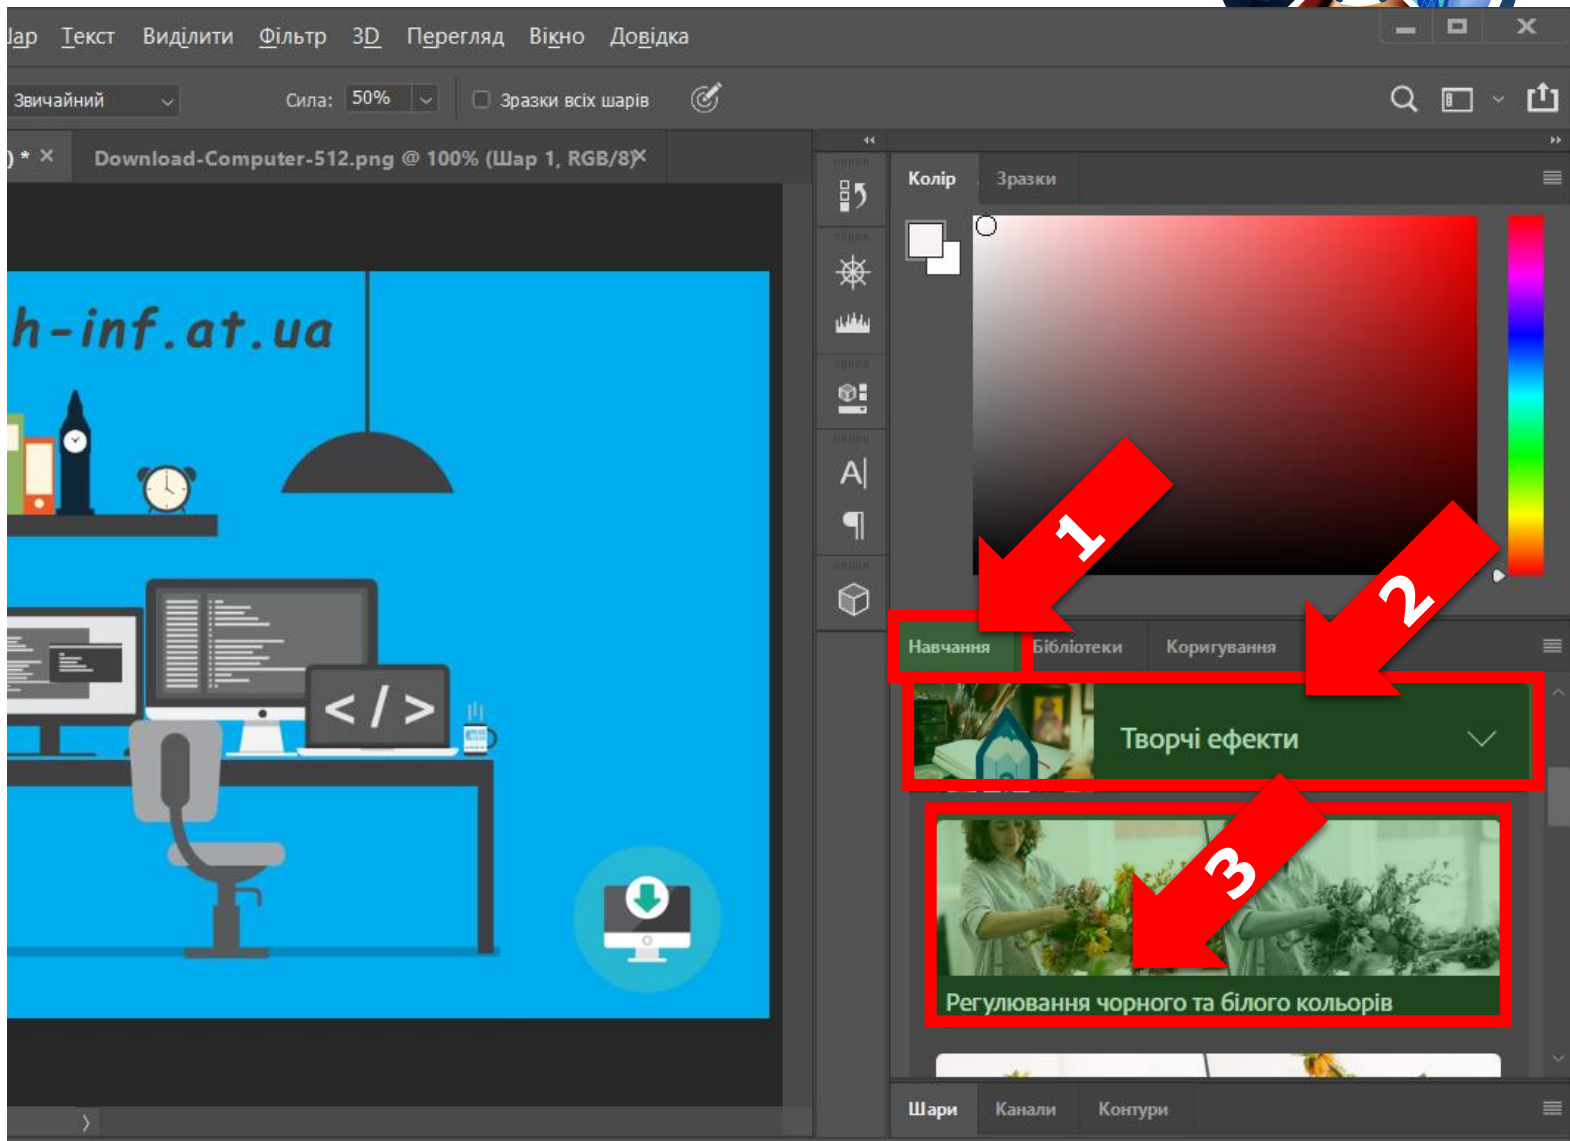 Шар Текст Виділити Фільтр 3D Перегляд Вікно Довідка
Звичайний Сила: 50% Зразки всіх шарів
) * × Download-Computer-512.png @ 100% (Шар 1, RGB/8) ×
Колір Зразки
h-inf.at.ua
</>
1
2
Навчання Бібліотеки Коригування
Творчі ефекти
3
Регулювання чорного та білого кольорів
Шари Канали Контури